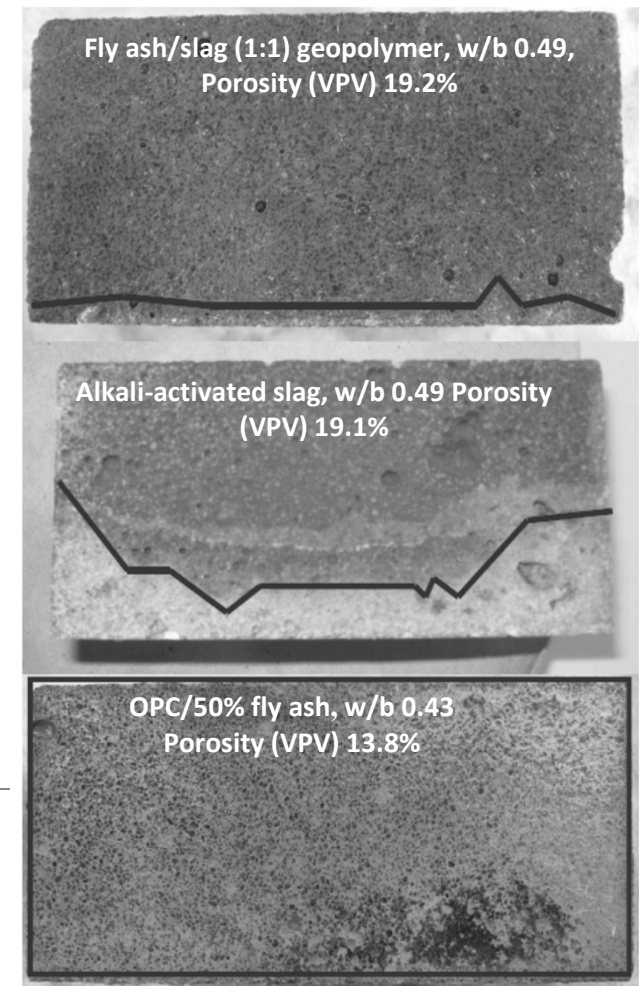 Fly ash/slag (1:1) geopolymer, w/b 0.49,
Porosity (VPV) 19.2%
Alkali-activated slag, w/b 0.49 Porosity
(VPV) 19.1%
OPC/50% fly ash, w/b 0.43
Porosity (VPV) 13.8%